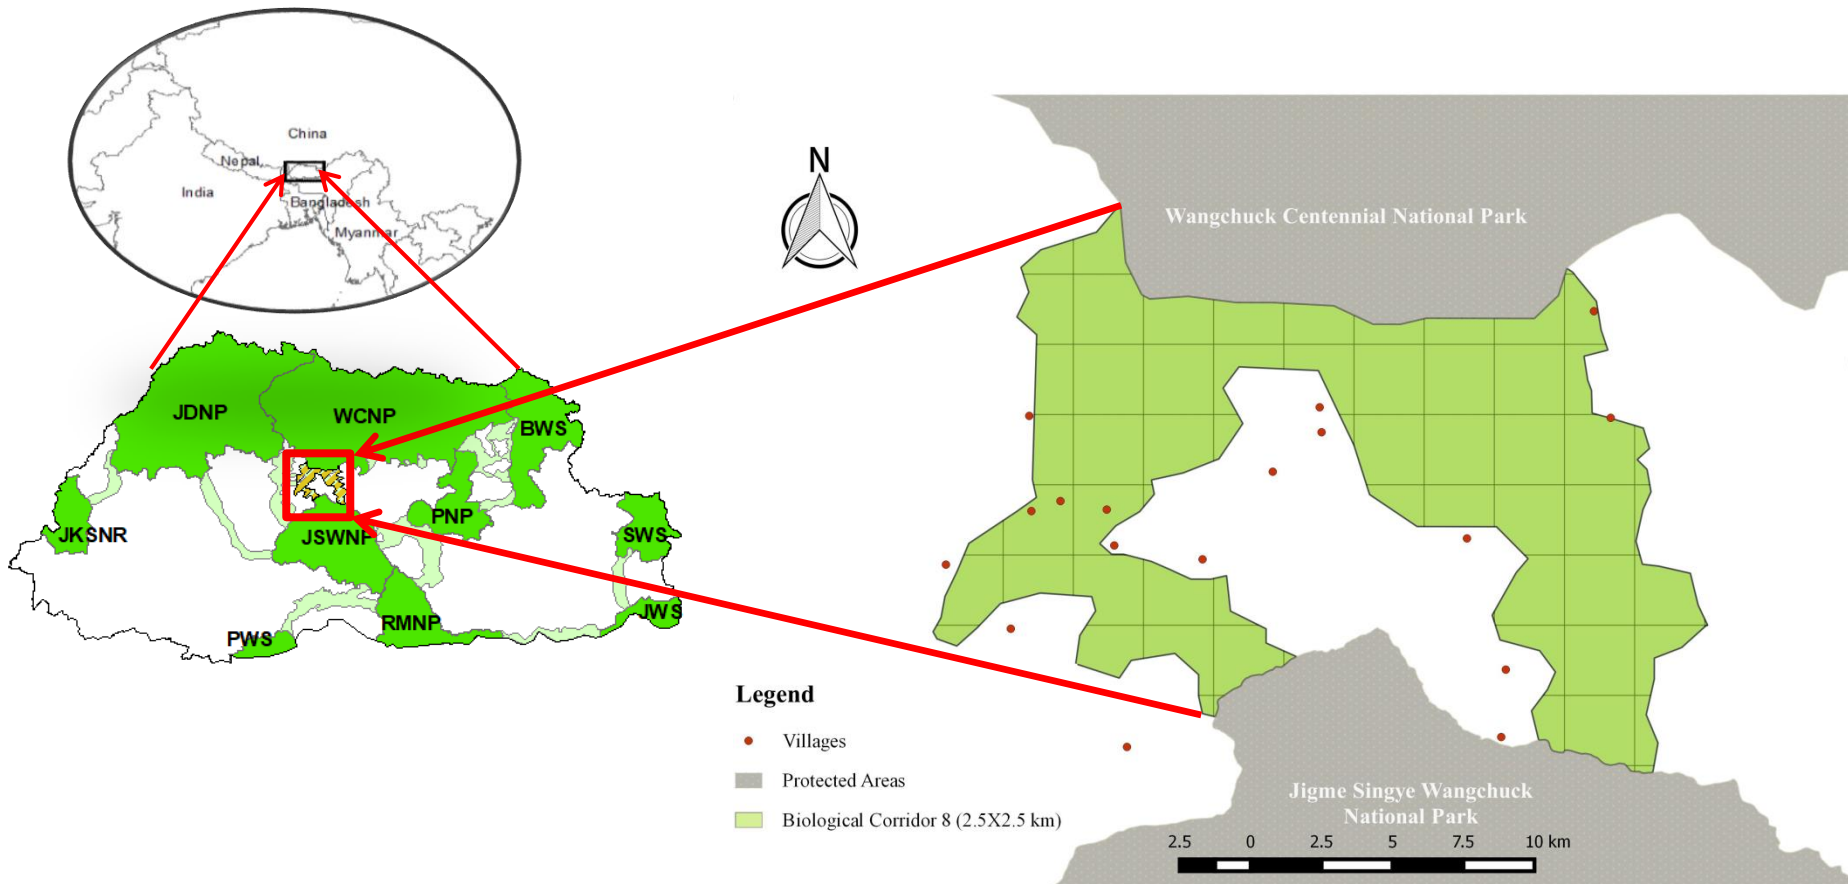 China
Nepal
India
Bangladesh
Myanmar
N
Wangchuck Centennial National Park
JDNP
WCNP
BWS
JKSNR
PNP
JSWNP
SWS
JWS
RMNP
PWS
Legend
Villages
Protected Areas
Biological Corridor 8 (2.5X2.5 km)
Jigme Singye Wangchuck
National Park
2.5 0 2.5 5 7.5 10 km